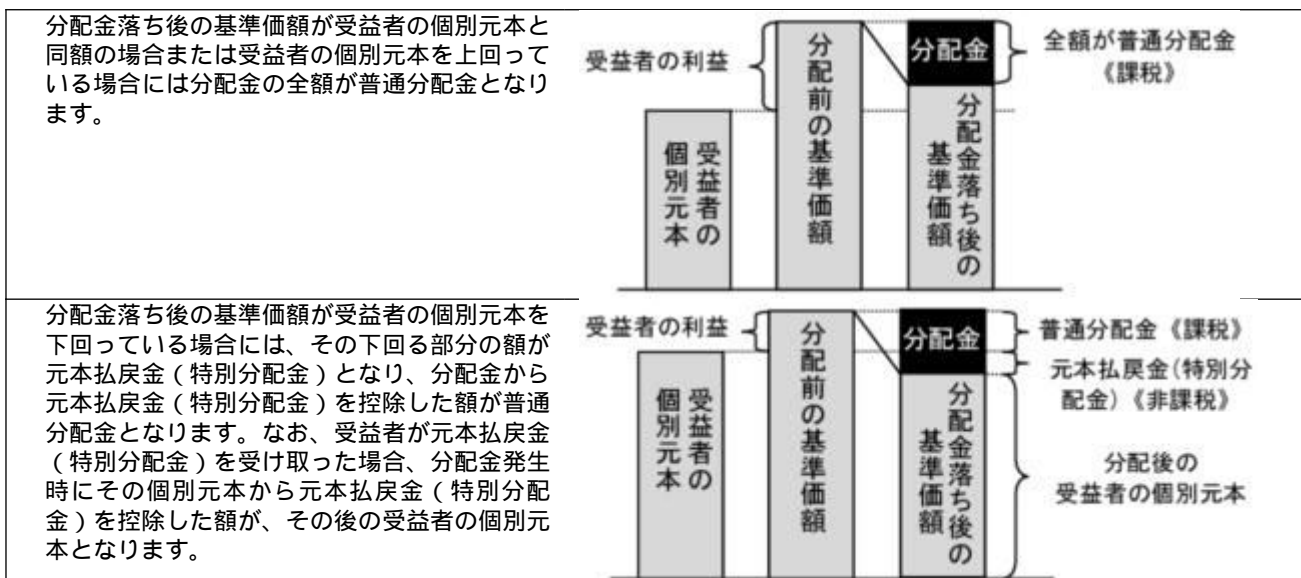 分配金落ち後の基準価額が受益者の個別元本と
同額の場合または受益者の個別元本を上回って
いる場合には分配金の全額が普通分配金となり
ます。
受益者の利益
受益者の
個別元本
分配前の基準価額
分配金
分配金落ち後の
基準価額
全額が普通分配金
《課税》
分配金落ち後の基準価額が受益者の個別元本を
下回っている場合には、その下回る部分の額が
元本払戻金(特別分配金)となり、分配金から
元本払戻金(特別分配金)を控除した額が普通
分配金となります。なお、受益者が元本払戻金
(特別分配金)を受け取った場合、分配金発生
時にその個別元本から元本払戻金(特別分配
金)を控除した額が、その後の受益者の個別元
本となります。
受益者の利益
受益者の
個別元本
分配前の基準価額
分配金
分配金落ち後の
基準価額
普通分配金《課税》
元本払戻金(特別分
配金)《非課税》
分配後の
受益者の個別元本